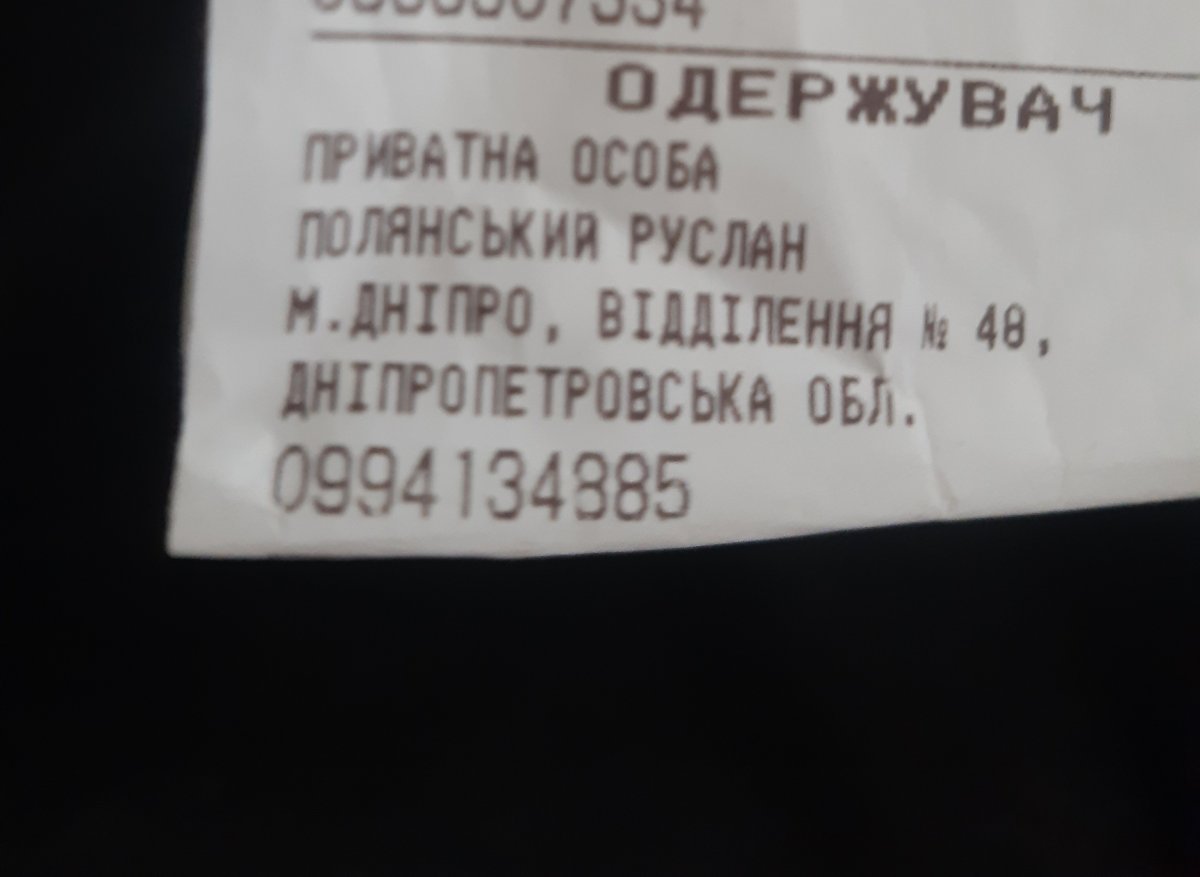 ОДЕРЖУВАЧ
ПРИВАТНА ОСОБА
ПОЛЯНСЬКИЙ РУСЛАН
М.ДНІПРО, ВІДДІЛЕННЯ № 48,
ДНІПРОПЕТРОВСЬКА ОБЛ.
0994134885